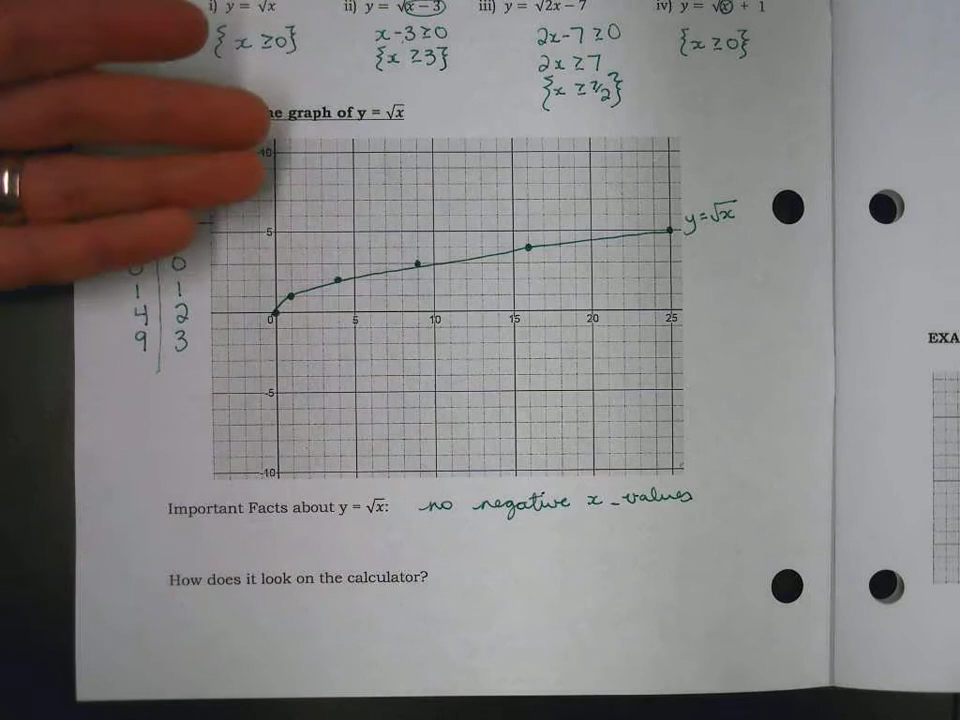 i) y = √x ii) y = √x − 3 iii) y = √2x − 7 iv) y = √x + 1
{x ≥0} x-3≥0 2x-7 ≥0 {x ≥0}
{x ≥3} 2x ≥7
{x ≥ 7/2}
graph of y = √x
10
5
y=√x
0 5 10 15 20 25
-5
-10
0 0
1 1
4 2
9 3
Important Facts about y = √x: no negative x-values
How does it look on the calculator?
EXA